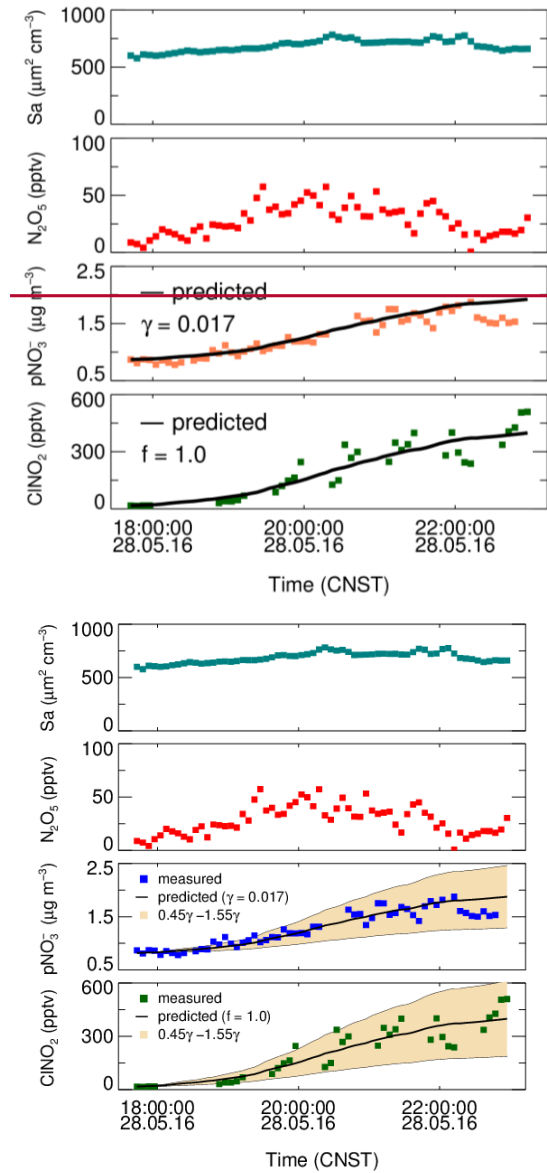 1000
500
0
Sa (μm² cm⁻³)
100
50
0
N₂O₅ (pptv)
2.5
1.5
0.5
pNO₃⁻ (μg m⁻³)
predicted
γ = 0.017
600
300
0
ClNO₂ (pptv)
predicted
f = 1.0
18:00:00 20:00:00 22:00:00
28.05.16 28.05.16 28.05.16
Time (CNST)
1000
500
0
Sa (μm² cm⁻³)
100
50
0
N₂O₅ (pptv)
2.5
1.5
0.5
pNO₃⁻ (μg m⁻³)
measured
predicted (γ = 0.017)
0.45γ −1.55γ
600
300
0
ClNO₂ (pptv)
measured
predicted (f = 1.0)
0.45γ −1.55γ
18:00:00 20:00:00 22:00:00
28.05.16 28.05.16 28.05.16
Time (CNST)